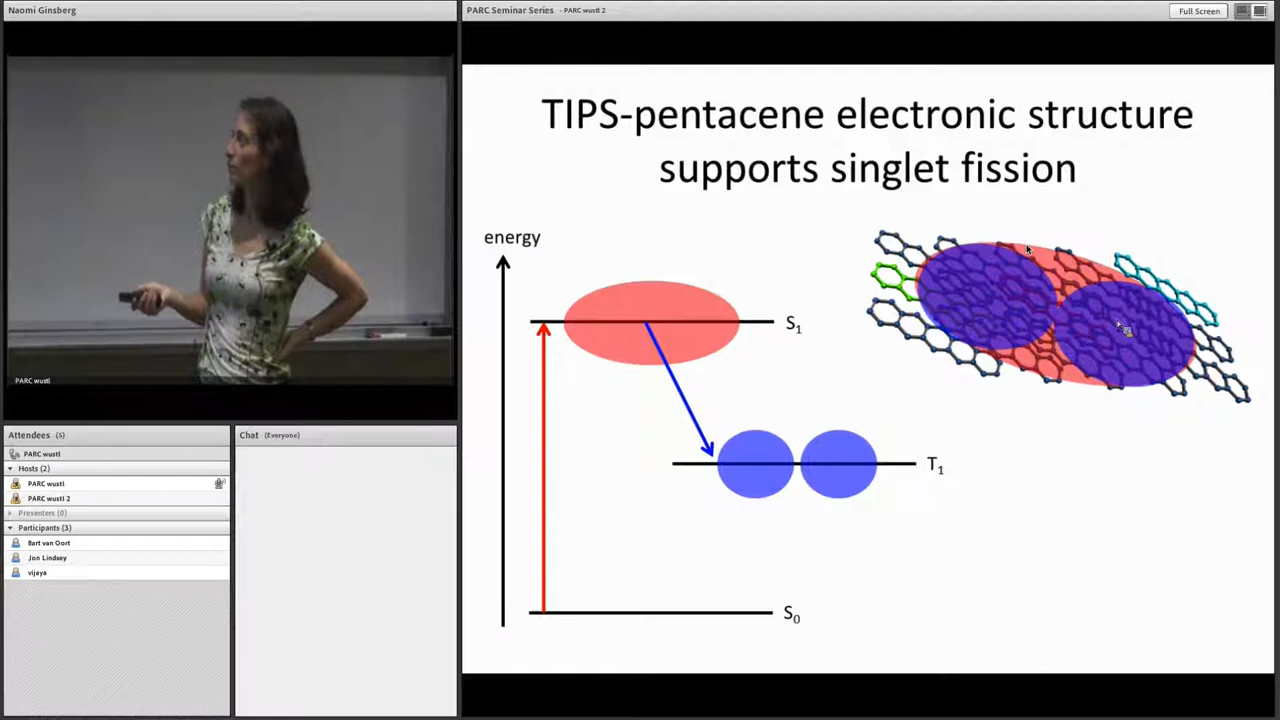 Naomi Ginsberg
PARC Seminar Series - PARC wustl 2
Full Screen
TIPS-pentacene electronic structure
supports singlet fission
energy
S1
T1
S0
PARC wustl
Attendees (5)
PARC wustl
Hosts (2)
PARC wustl
PARC wustl 2
Presenters (0)
Participants (3)
Bart van Oort
Jon Lindsey
vijaya
Chat (Everyone)